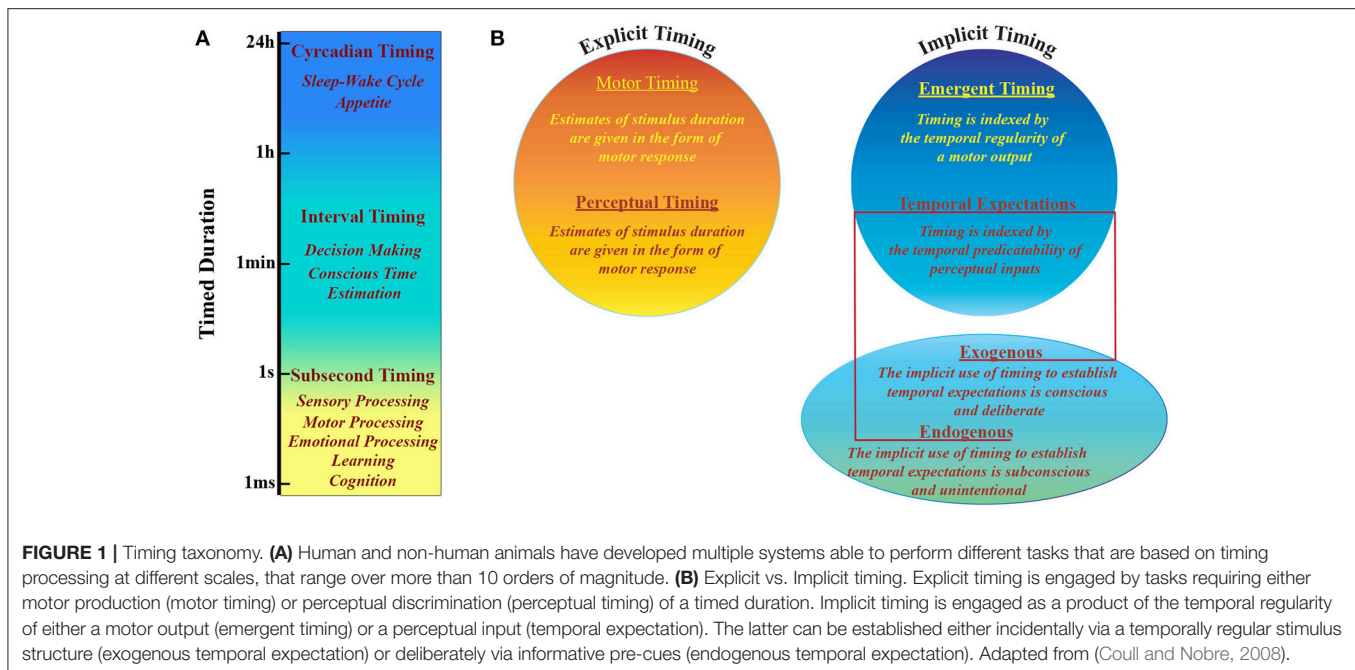 A
24h
Cyrcadian Timing
Sleep-Wake Cycle
Appetite
1h
Interval Timing
Decision Making
1min
Conscious Time
Estimation
1s
Subsecond Timing
Sensory Processing
Motor Processing
Emotional Processing
Learning
Cognition
1ms
Timed Duration
B
Explicit Timing
Motor Timing
Estimates of stimulus duration
are given in the form of
motor response
Perceptual Timing
Estimates of stimulus duration
are given in the form of
motor response
Implicit Timing
Emergent Timing
Timing is indexed by
the temporal regularity of
a motor output
Temporal Expectations
Timing is indexed by
the temporal predicatability of
perceptual inputs
Exogenous
The implicit use of timing to establish
temporal expectations is conscious
and deliberate
Endogenous
The implicit use of timing to establish
temporal expectations is subconscious
and unintentional
FIGURE 1 | Timing taxonomy. (A) Human and non-human animals have developed multiple systems able to perform different tasks that are based on timing
processing at different scales, that range over more than 10 orders of magnitude. (B) Explicit vs. Implicit timing. Explicit timing is engaged by tasks requiring either
motor production (motor timing) or perceptual discrimination (perceptual timing) of a timed duration. Implicit timing is engaged as a product of the temporal regularity
of either a motor output (emergent timing) or a perceptual input (temporal expectation). The latter can be established either incidentally via a temporally regular stimulus
structure (exogenous temporal expectation) or deliberately via informative pre-cues (endogenous temporal expectation). Adapted from (Coull and Nobre, 2008).